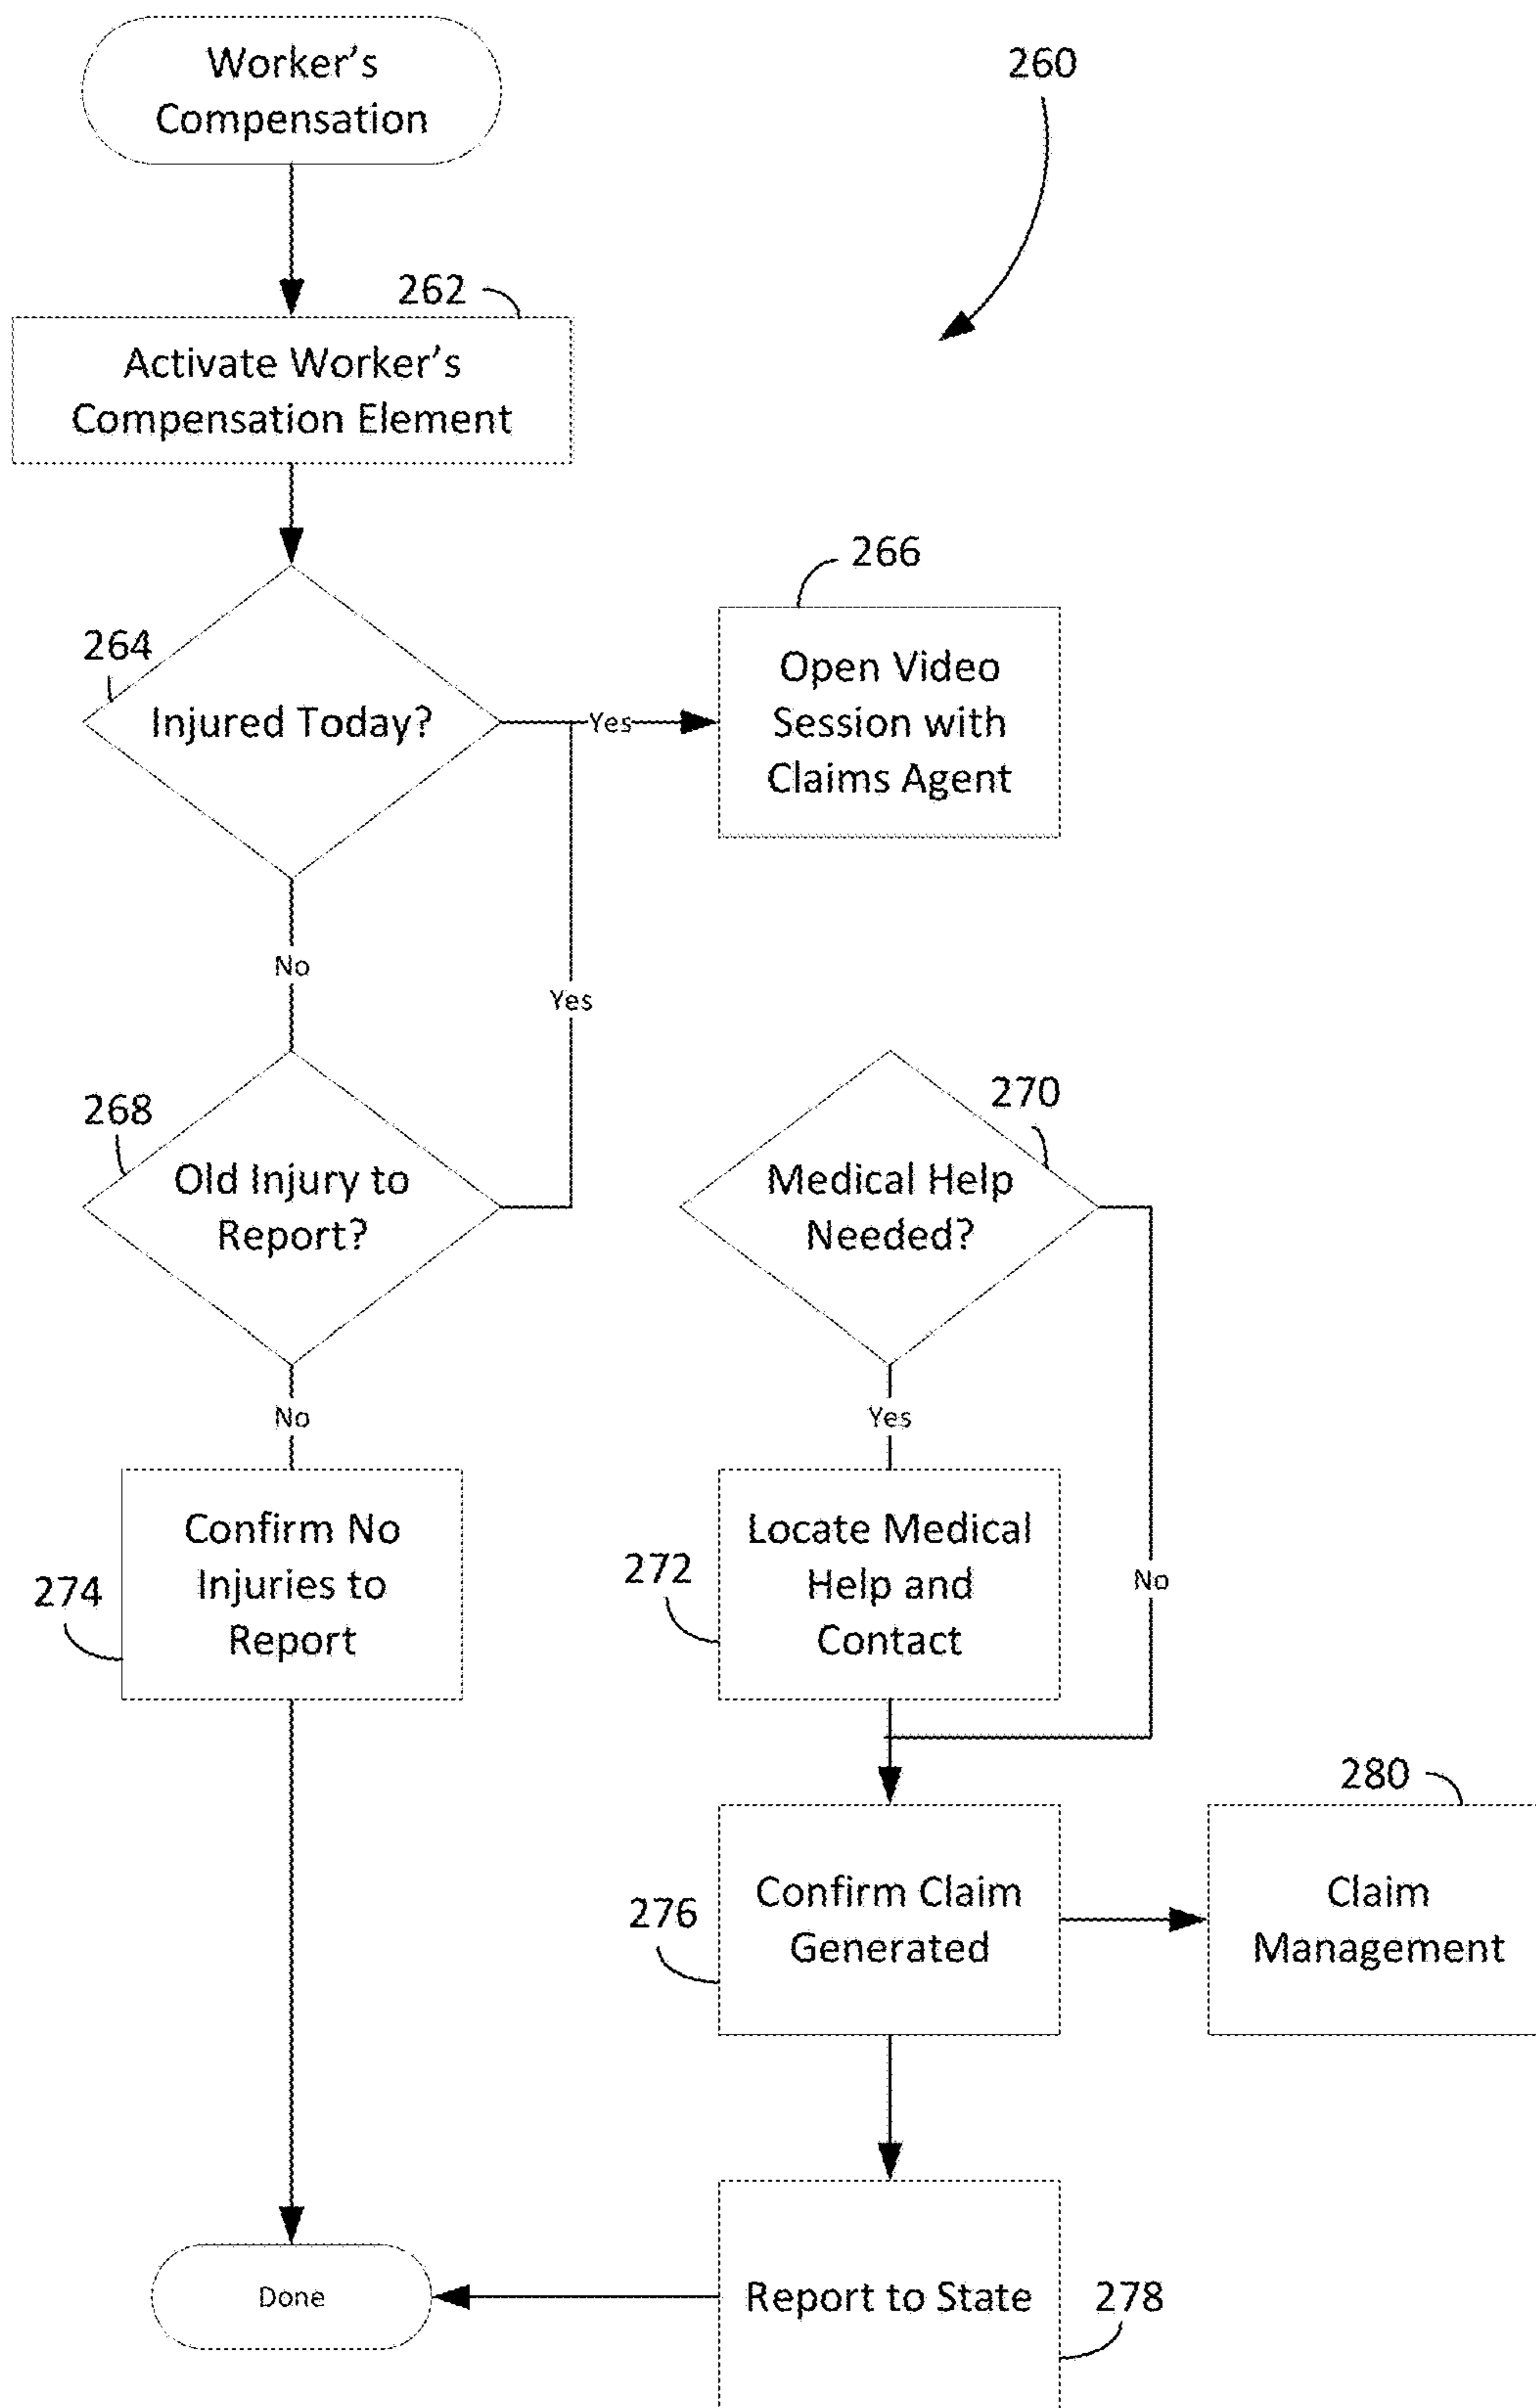 Worker's
Compensation
260
262
Activate Worker's
Compensation Element
266
264
Injured Today?
Yes
Open Video
Session with
Claims Agent
No
Yes
268
Old Injury to
Report?
270
Medical Help
Needed?
No
Yes
274
Confirm No
Injuries to
Report
272
Locate Medical
Help and
Contact
No
280
276
Confirm Claim
Generated
Claim
Management
Done
Report to State
278